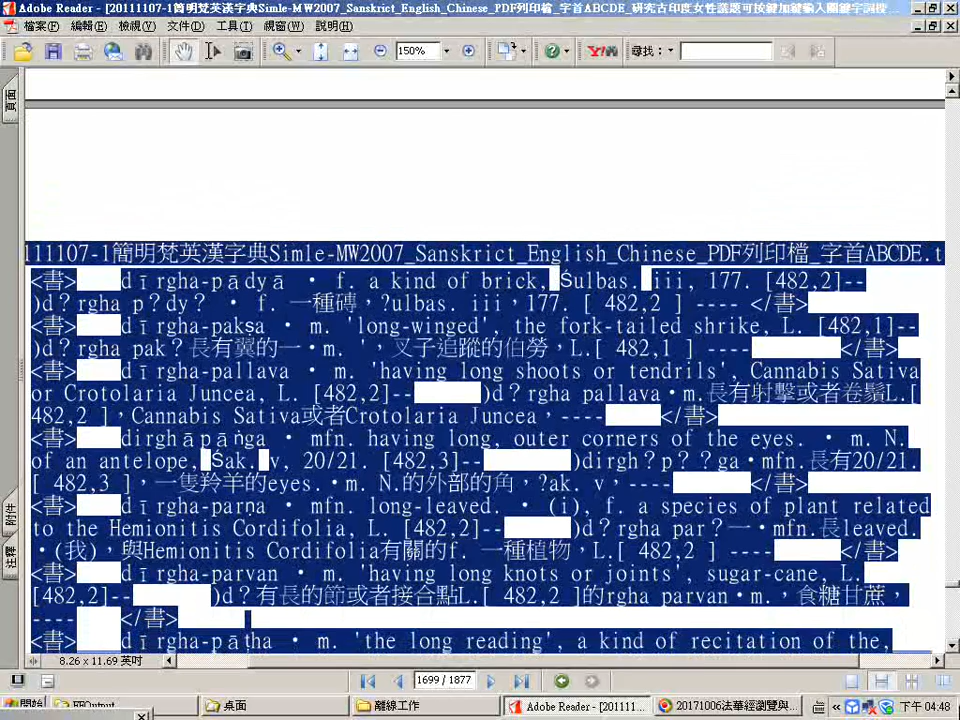 Adobe Reader - [20111107-1簡明梵英漢字典Simle-MW2007_Sanskrict_English_Chinese_PDF列印檔_字首ABCDE_研究古印度女性議題可按鍵加鍵輸入關鍵字詞搜
檔案(F) 編輯(E) 檢視(V) 文件(D) 工具(T) 視窗(W) 說明(H)
150% 尋找:
頁面
111107-1簡明梵英漢字典Simle-MW2007_Sanskrict_English_Chinese_PDF列印檔_字首ABCDE.t
<書> dīrgha-pādyā • f. a kind of brick, Śulbas. iii, 177. [482,2]--
)d?rgha p?dy? • f. 一種磚，?ulbas. iii，177. [ 482,2 ] ---- </書>
<書> dīrgha-pakṣa • m. 'long-winged', the fork-tailed shrike, L. [482,1]--
)d?rgha pak?長有翼的一•m. '，叉子追蹤的伯勞，L.[ 482,1 ] ---- </書>
<書> dīrgha-pallava • m. 'having long shoots or tendrils', Cannabis Sativa
or Crotolaria Juncea, L. [482,2]-- )d?rgha pallava•m.長有射擊或者卷鬚L.[
482,2 ]，Cannabis Sativa或者Crotolaria Juncea，---- </書>
<書> dirghāpāṅga • mfn. having long, outer corners of the eyes. • m. N.
of an antelope, Śak. v, 20/21. [482,3]-- )dirgh?p??ga•mfn.長有20/21.
[ 482,3 ]，一隻羚羊的eyes.•m. N.的外部的角，?ak. v，---- </書>
<書> dīrgha-parṇa • mfn. long-leaved. • (i), f. a species of plant related
to the Hemionitis Cordifolia, L. [482,2]-- )d?rgha par?一•mfn.長leaved.
•(我)，與Hemionitis Cordifolia有關的f. 一種植物，L.[ 482,2 ] ---- </書>
<書> dīrgha-parvan • m. 'having long knots or joints', sugar-cane, L.
[482,2]-- )d?有長的節或者接合點L.[ 482,2 ]的rgha parvan•m.，食糖甘蔗，
---- </書>
<書> dīrgha-pāṭha • m. 'the long reading', a kind of recitation of the,
附件
注釋
8.26 x 11.69 英吋
1699 / 1877
開始 FFOutput 桌面 離線工作 Adobe Reader - [2011... 20171006法華經瀏覽與... 下午 04:48